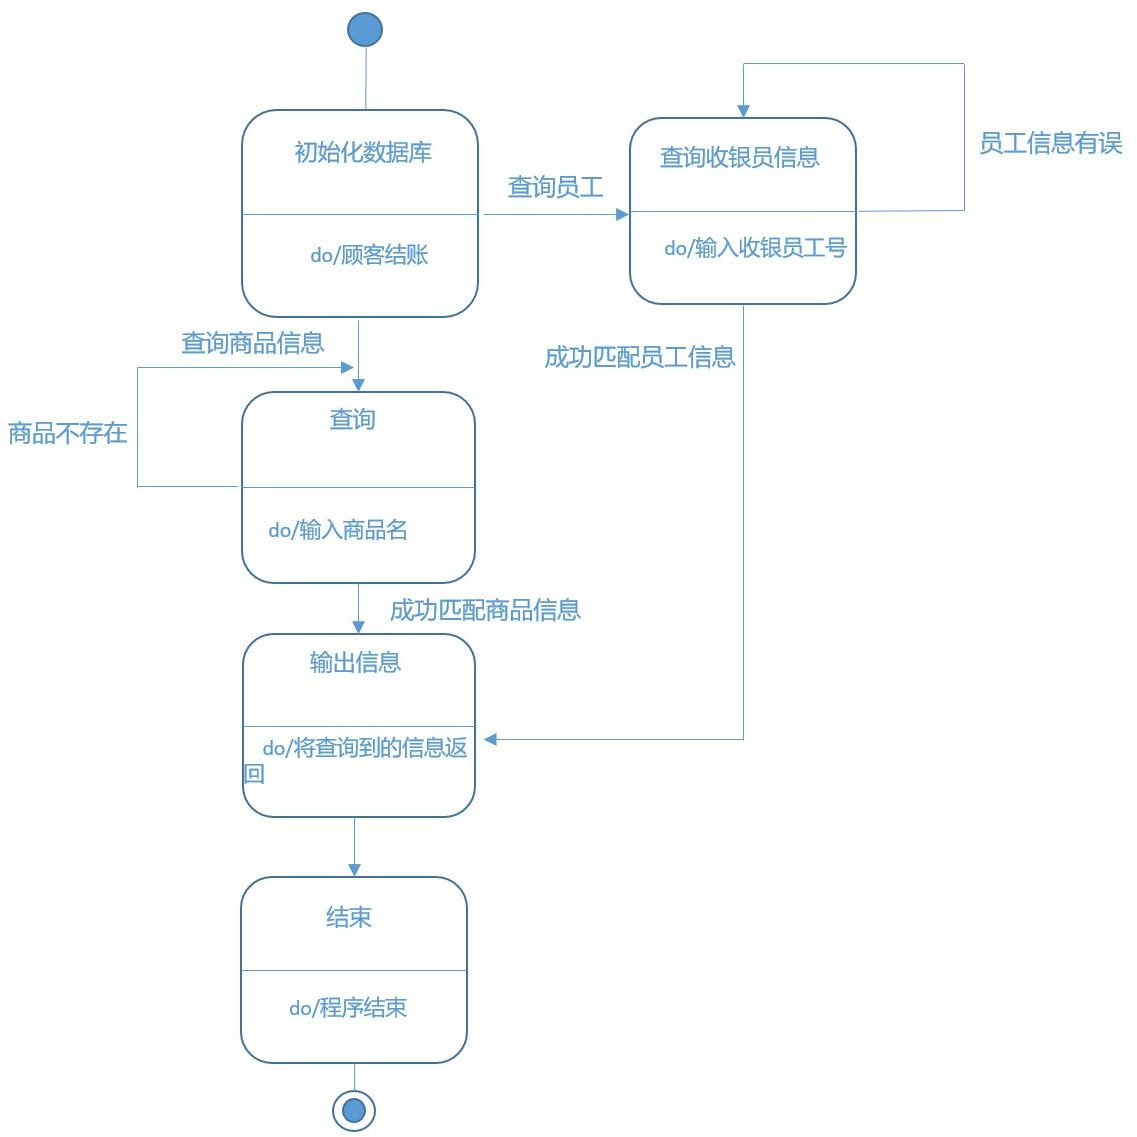 初始化数据库
do/顾客结账
查询员工
查询收银员信息
do/输入收银员工号
员工信息有误
查询商品信息
成功匹配员工信息
商品不存在
查询
do/输入商品名
成功匹配商品信息
输出信息
do/将查询到的信息返
回
结束
do/程序结束